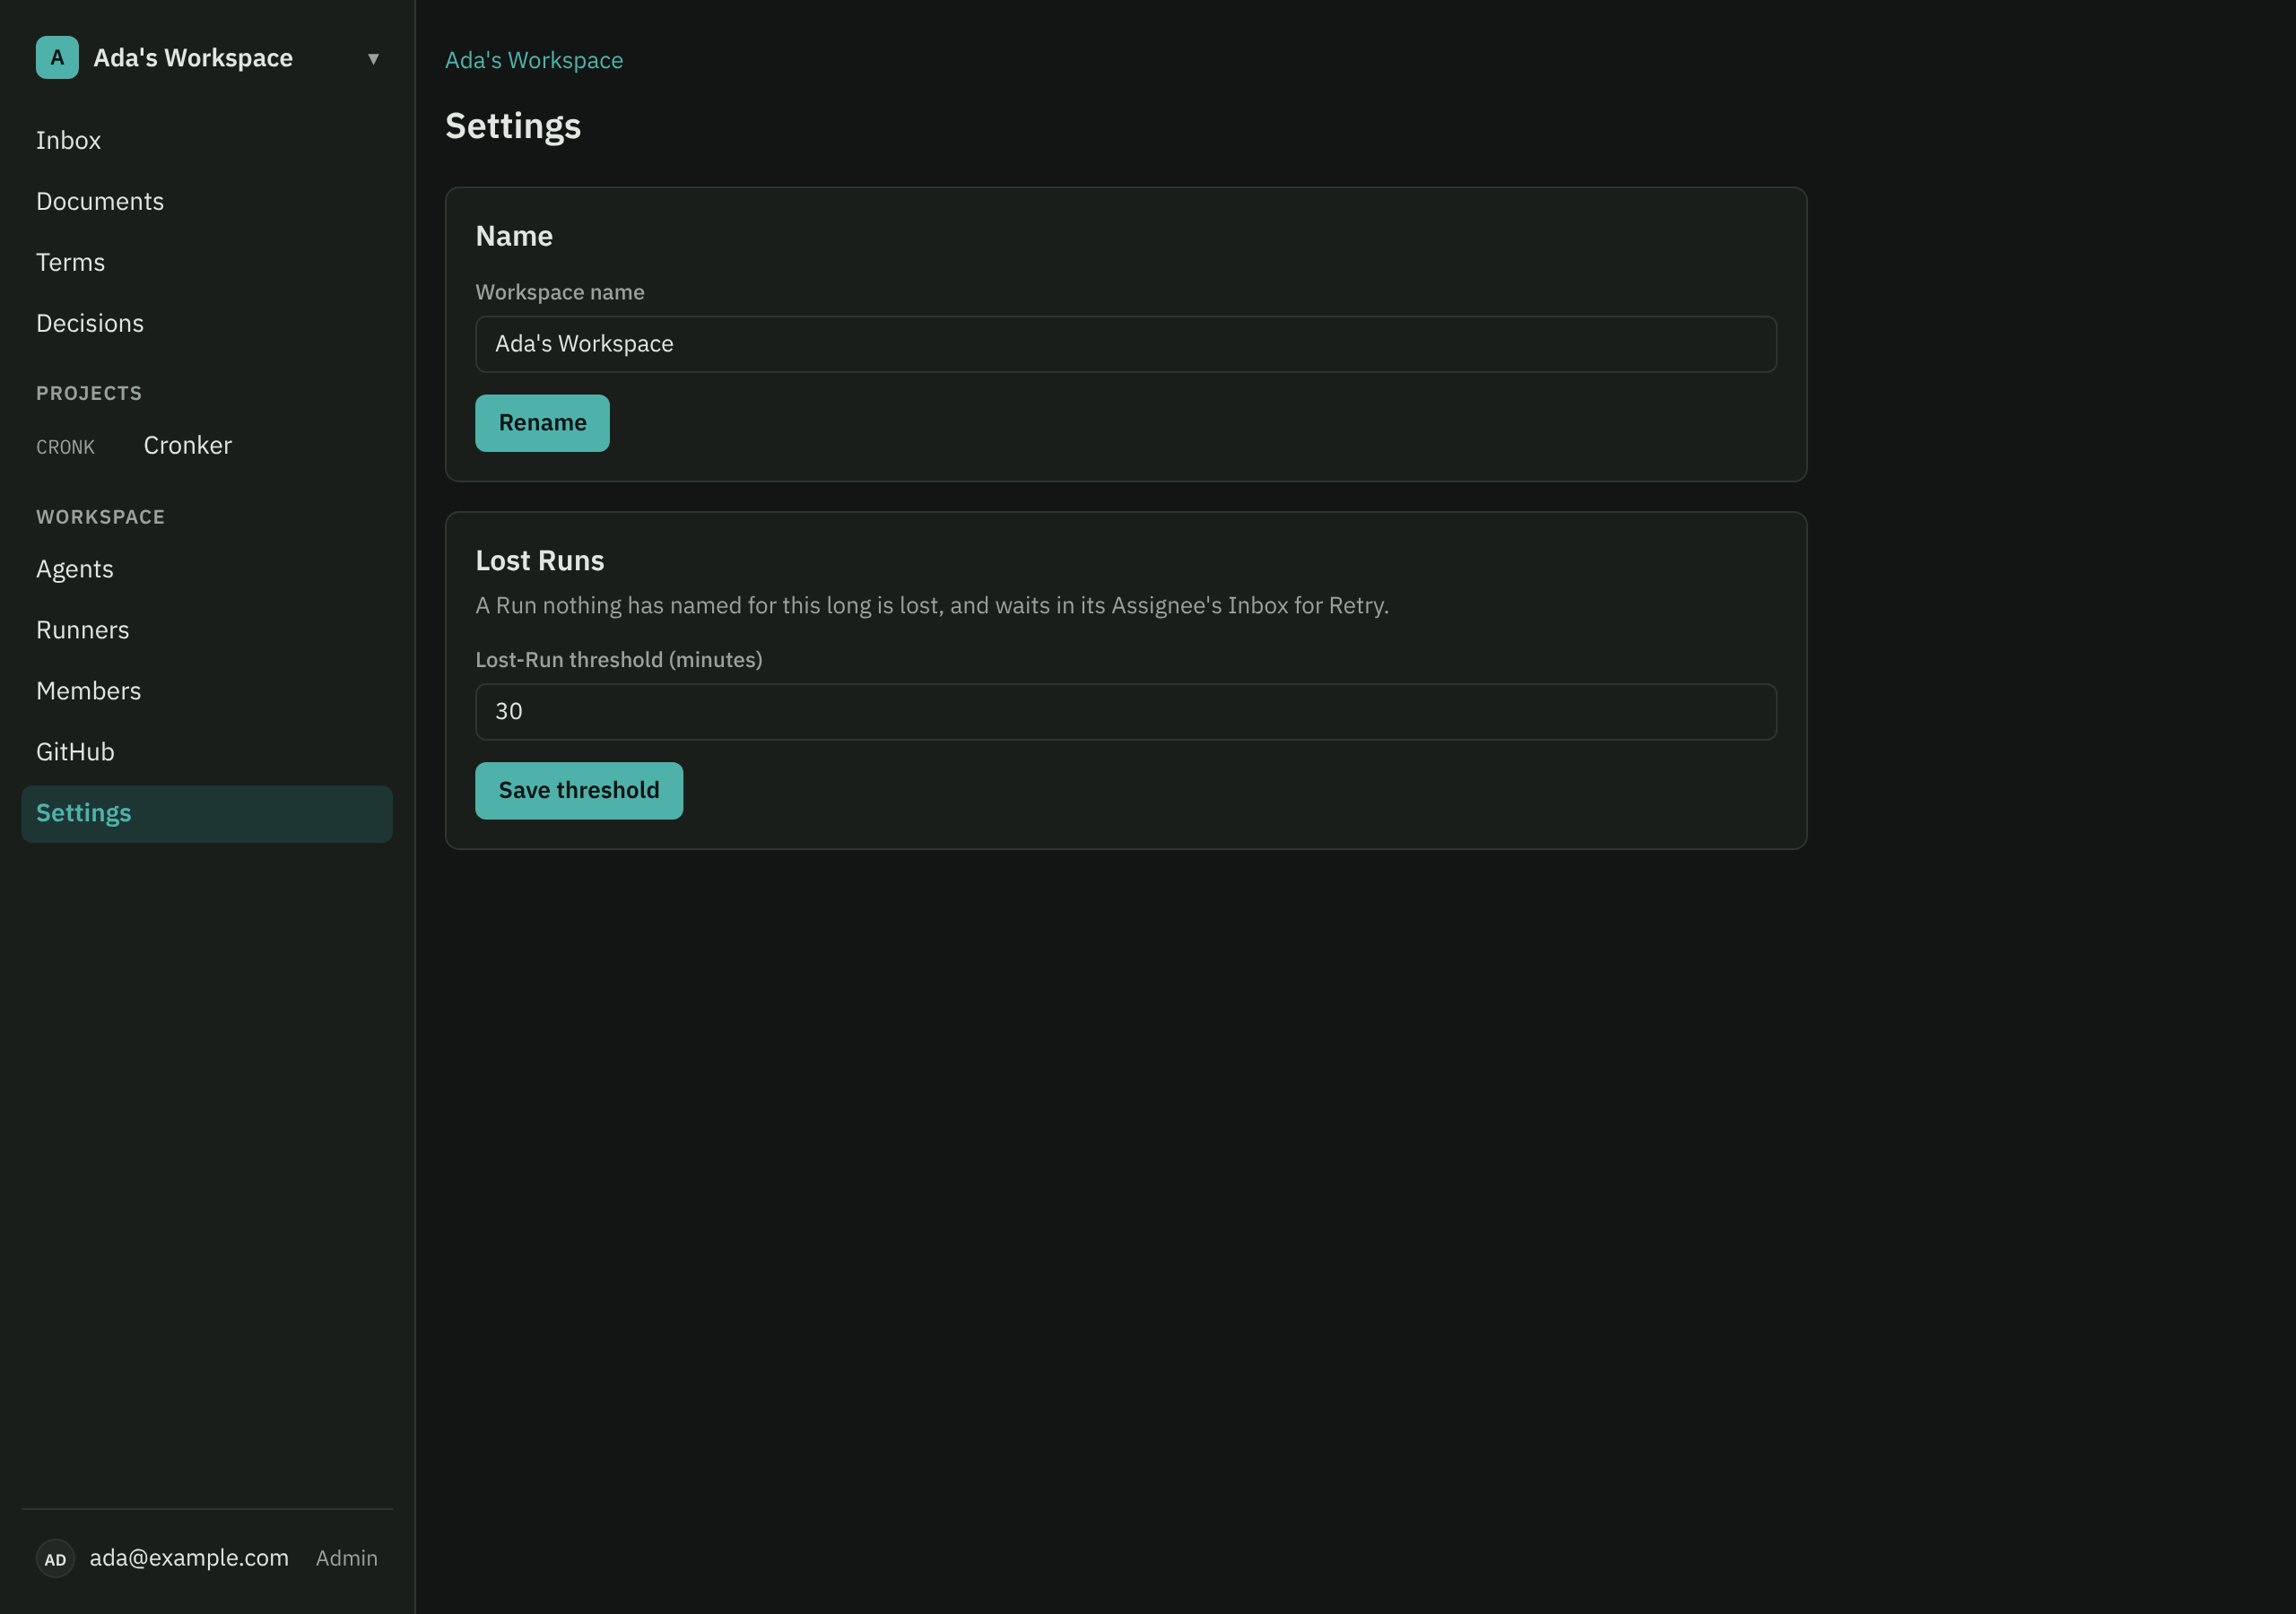 A Ada's Workspace ▼
Inbox
Documents
Terms
Decisions
PROJECTS
CRONK Cronker
WORKSPACE
Agents
Runners
Members
GitHub
Settings
AD ada@example.com Admin
Ada's Workspace
Settings
Name
Workspace name
Ada's Workspace
Rename
Lost Runs
A Run nothing has named for this long is lost, and waits in its Assignee's Inbox for Retry.
Lost-Run threshold (minutes)
30
Save threshold